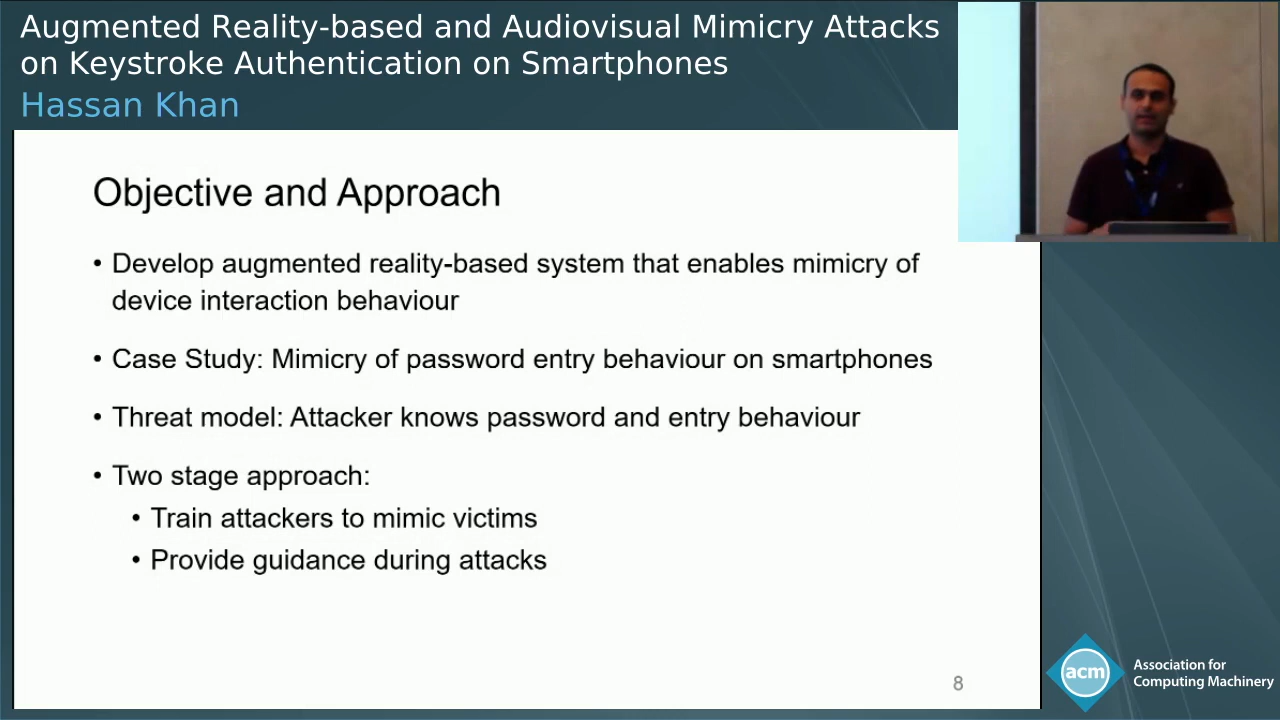 Augmented Reality-based and Audiovisual Mimicry Attacks
on Keystroke Authentication on Smartphones
Hassan Khan
Objective and Approach
• Develop augmented reality-based system that enables mimicry of
device interaction behaviour
• Case Study: Mimicry of password entry behaviour on smartphones
• Threat model: Attacker knows password and entry behaviour
• Two stage approach:
• Train attackers to mimic victims
• Provide guidance during attacks
8
acm
Association for
Computing Machinery